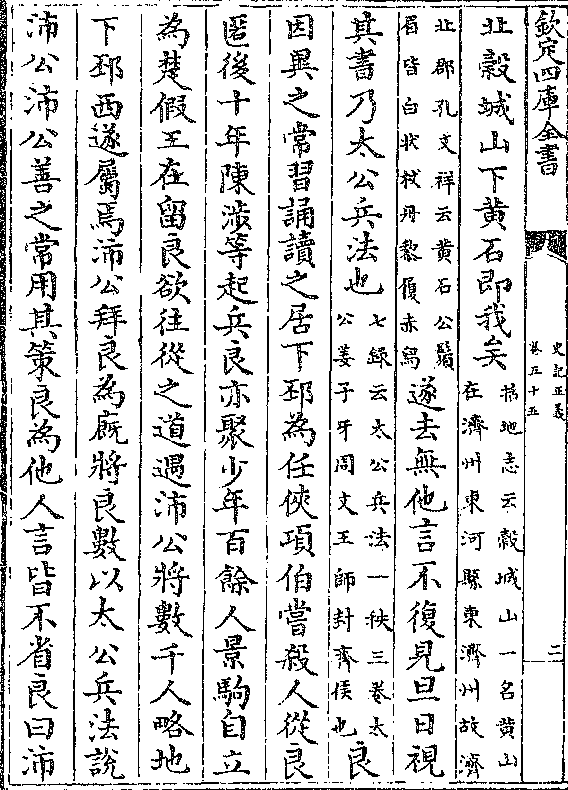 欽定四庫全書
史記正義
卷五十五
二
北穀城山下黄石即我矣
括地志云穀城山一名黄山
在濟州東河縣東濟州故濟
北郡孔文祥云黄石公鬚
眉皆白狀杖丹黎履赤舄
遂去無他言不復見旦日視
其書乃太公兵法也
七録云太公兵法一袟三卷太
公姜子牙周文王師封齊侯也
良
因異之常習誦讀之居下邳為任俠項伯嘗殺人從良
匿後十年陳涉等起兵良亦聚少年百餘人景駒自立
為楚假王在留良欲往從之道遇沛公將數千人略地
下邳西遂屬焉沛公拜良為廐將良數以太公兵法說
沛公沛公善之常用其策良為他人言皆不省良曰沛